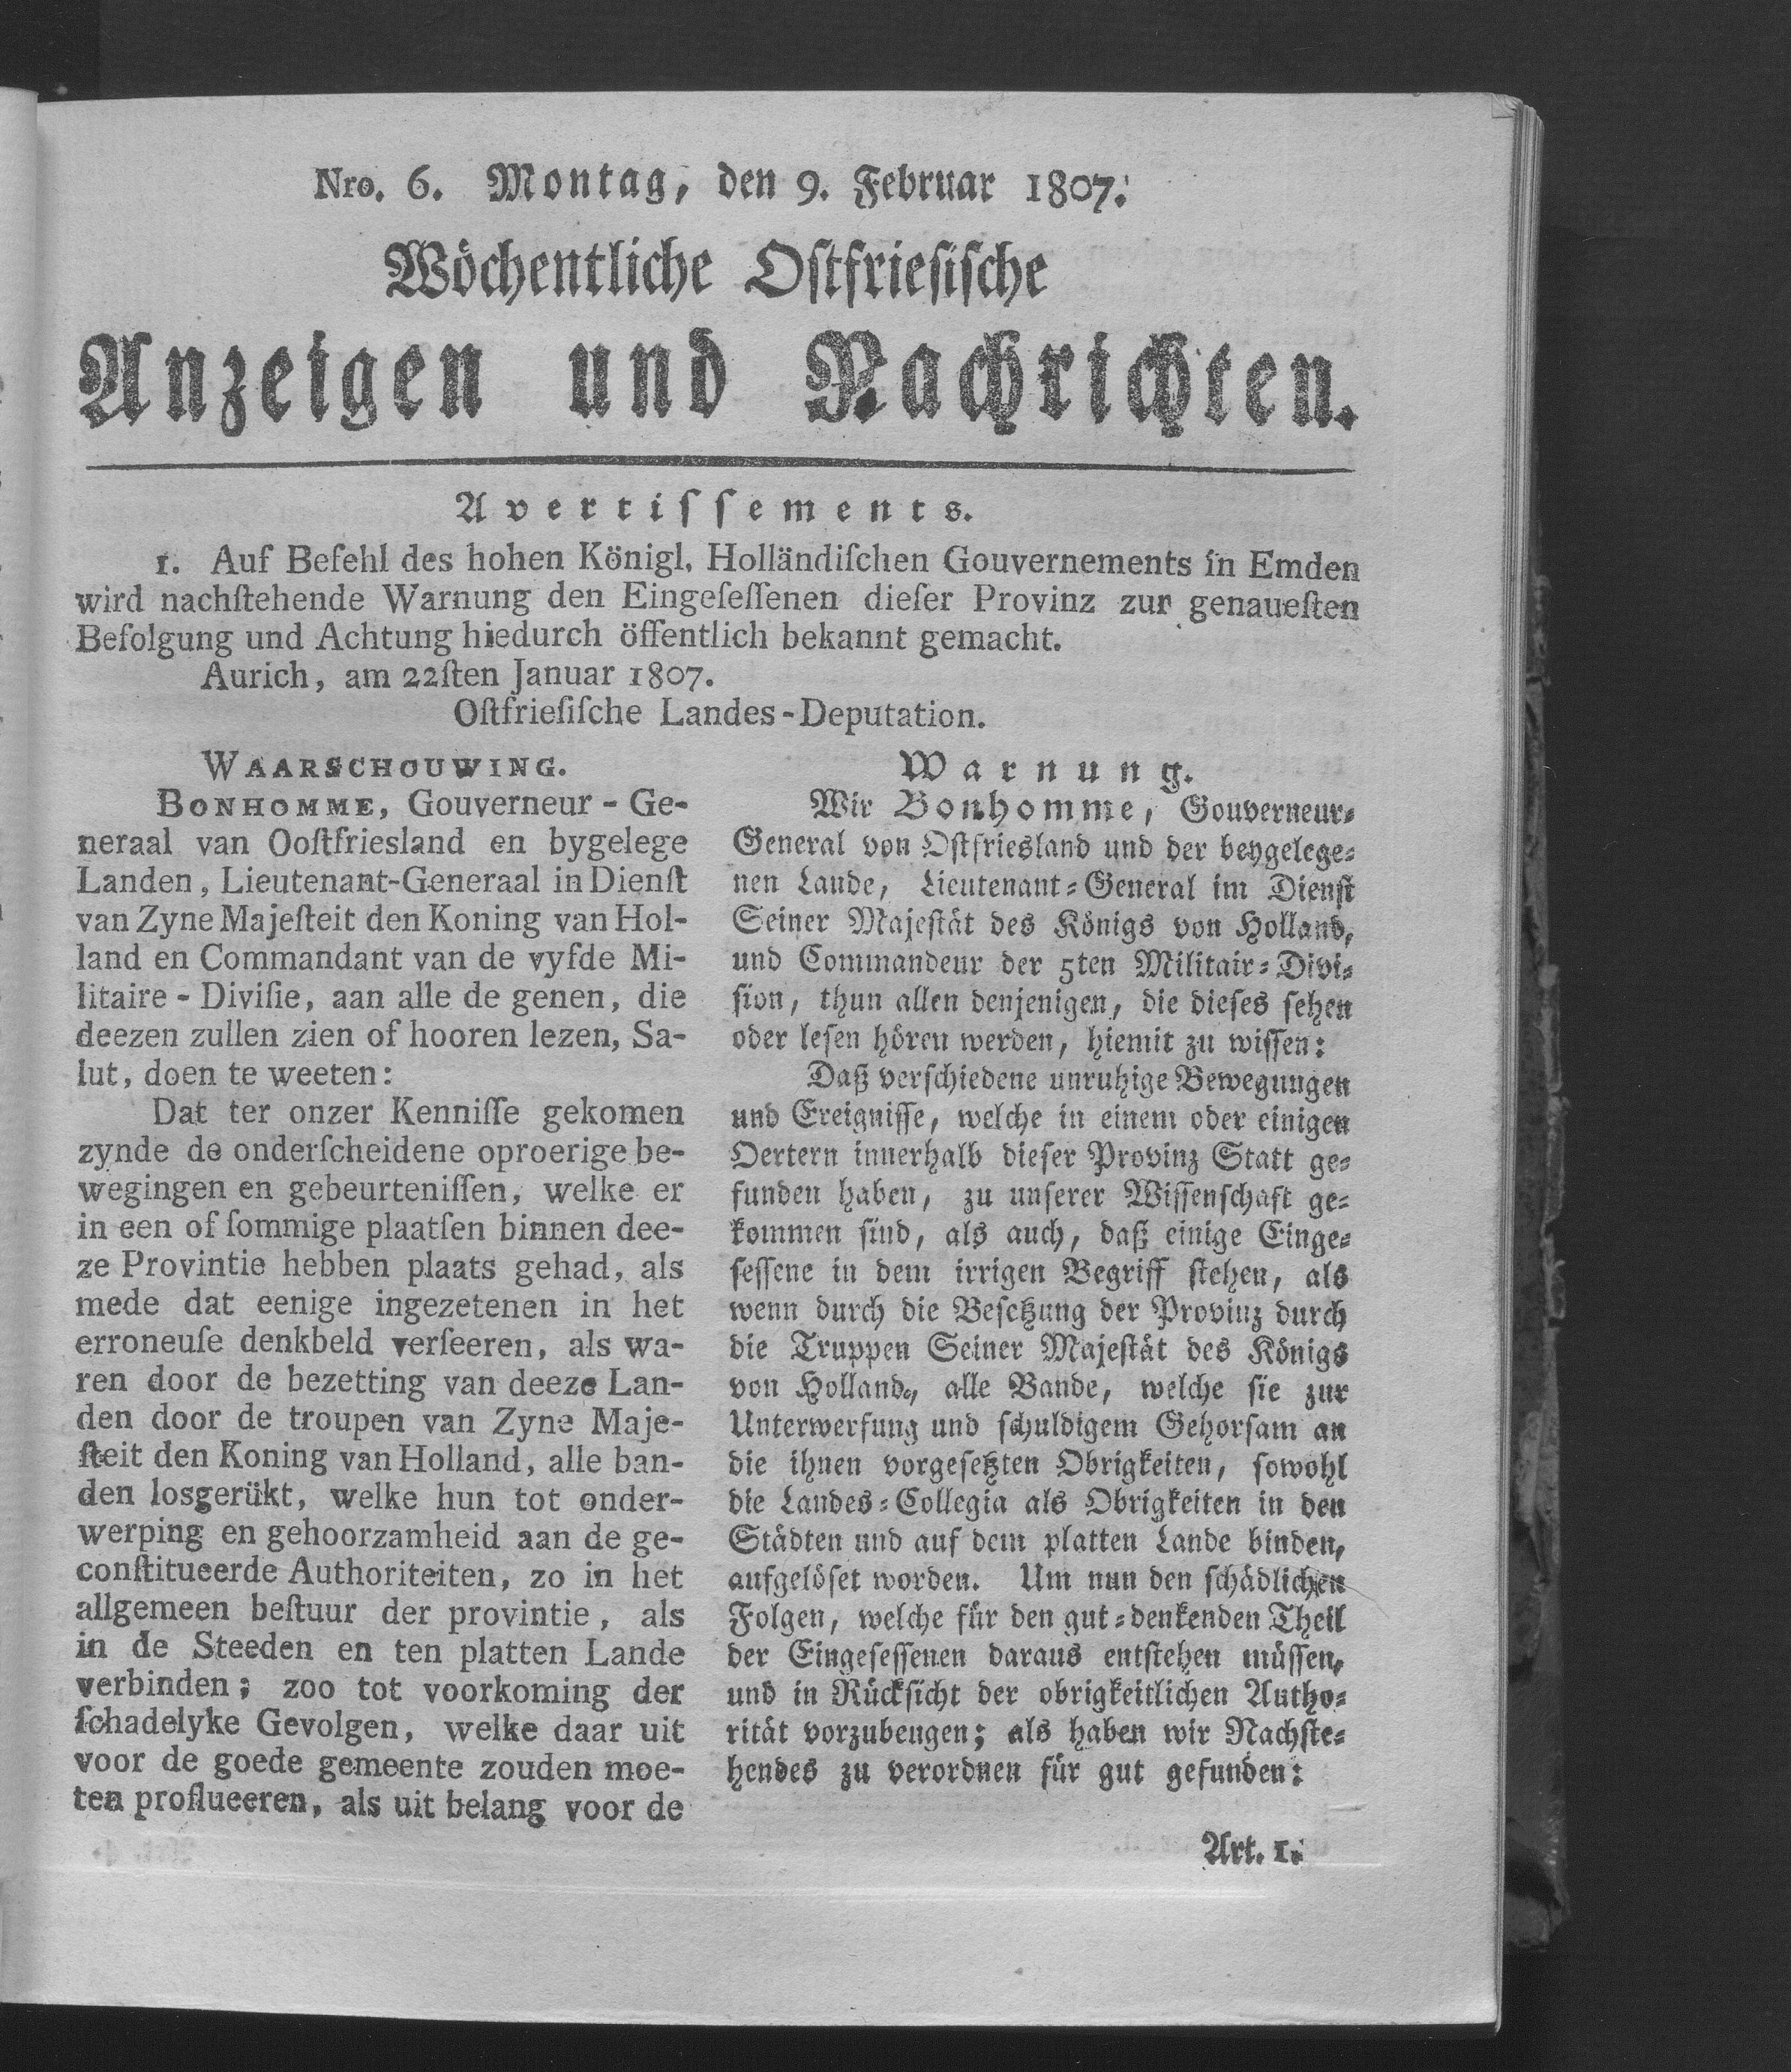 Nro. 6. Montag, den 9. Februar 1807.
Wöchentliche Ostfriesische
Anzeigen und Nachrichten.
Avertissements.
1. Auf Befehl des hohen Königl. Holländiſchen Gouvernements in Emden
wird nachſtehende Warnung den Eingeſeſſenen dieſer Provinz zur genaueſten
Befolgung und Achtung hiedurch öffentlich bekannt gemacht.
Aurich, am 22ſten Januar 1807.
Oſtfrieſiſche Landes-Deputation.
WAARSCHOUWING.
BONHOMME, Gouverneur-Ge-
neraal van Ooſtfriesland en bygelege
Landen, Lieutenant-Generaal in Dienſt
van Zyne Majeſteit den Koning van Hol-
land en Commandant van de vyfde Mi-
litaire-Diviſie, aan alle de genen, die
deezen zullen zien of hooren lezen, Sa-
lut, doen te weeten:
Dat ter onzer Kenniſſe gekomen
zynde de onderſcheidene oproerige be-
wegingen en gebeurteniſſen, welke er
in een of ſommige plaatſen binnen dee-
ze Provintie hebben plaats gehad, als
mede dat eenige ingezetenen in het
erroneuſe denkbeld verſeeren, als wa-
ren door de bezetting van deeze Lan-
den door de troupen van Zyne Maje-
ſteit den Koning van Holland, alle ban-
den losgerükt, welke hun tot onder-
werping en gehoorzamheid aan de ge-
conſtitueerde Authoriteiten, zo in het
allgemeen beſtuur der provintie, als
in de Steeden en ten platten Lande
verbinden; zoo tot voorkoming der
ſchadelyke Gevolgen, welke daar uit
voor de goede gemeente zouden moe-
ten proflueeren, als uit belang voor de
Warnung.
Wir Bonhomme, Gouverneur-
General von Ostfriesland und der beygelege-
nen Lande, Lieutenant-General im Dienst
Seiner Majestät des Königs von Holland,
und Commandeur der 5ten Militair-Divi-
sion, thun allen denjenigen, die dieses sehen
oder lesen hören werden, hiemit zu wissen:
Daß verschiedene unruhige Bewegungen
und Ereignisse, welche in einem oder einigen
Oertern innerhalb dieser Provinz Statt ge-
funden haben, zu unserer Wissenschaft ge-
kommen sind, als auch, daß einige Einge-
sessene in dem irrigen Begriff stehen, als
wenn durch die Besetzung der Provinz durch
die Truppen Seiner Majestät des Königs
von Holland, alle Bande, welche sie zur
Unterwerfung und schuldigem Gehorsam an
die ihnen vorgesetzten Obrigkeiten, sowohl
die Landes-Collegia als Obrigkeiten in den
Städten und auf dem platten Lande binden,
aufgelöset worden. Um nun den schädlichen
Folgen, welche für den gut-denkenden Theil
der Eingesessenen daraus entstehen müssen,
und in Rücksicht der obrigkeitlichen Autho-
rität vorzubeugen; als haben wir Nachste-
hendes zu verordnen für gut gefunden:
Art. 1.